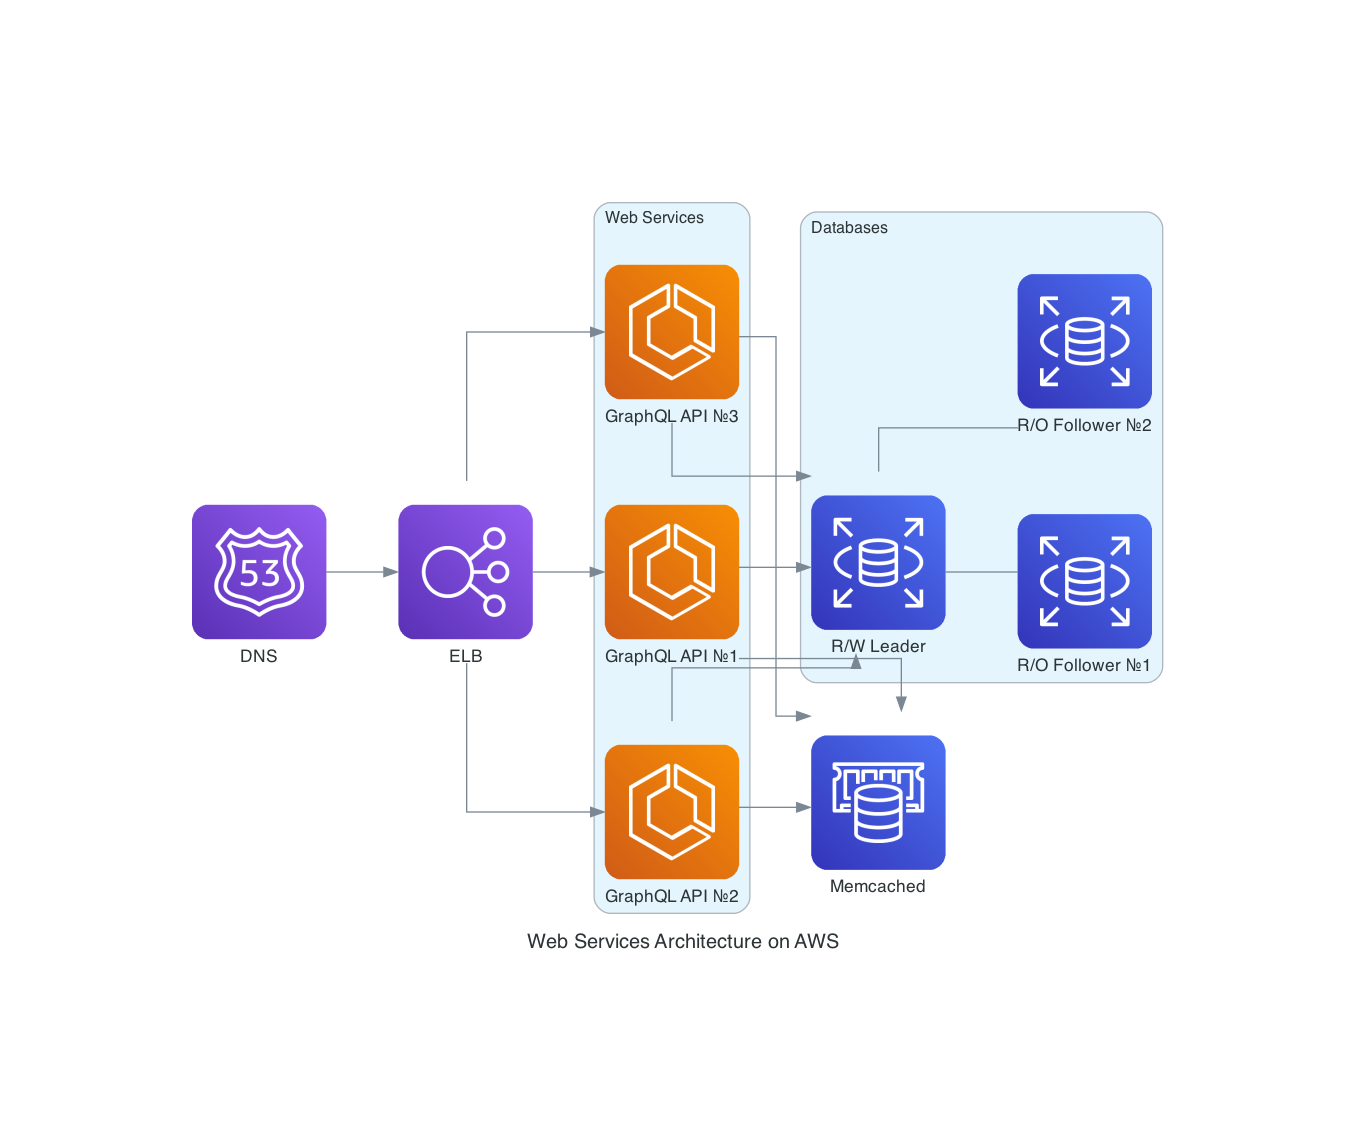 Web Services
Databases
GraphQL API №3
R/O Follower №2
53
DNS
ELB
GraphQL API №1
R/W Leader
R/O Follower №1
GraphQL API №2
Memcached
Web Services Architecture on AWS